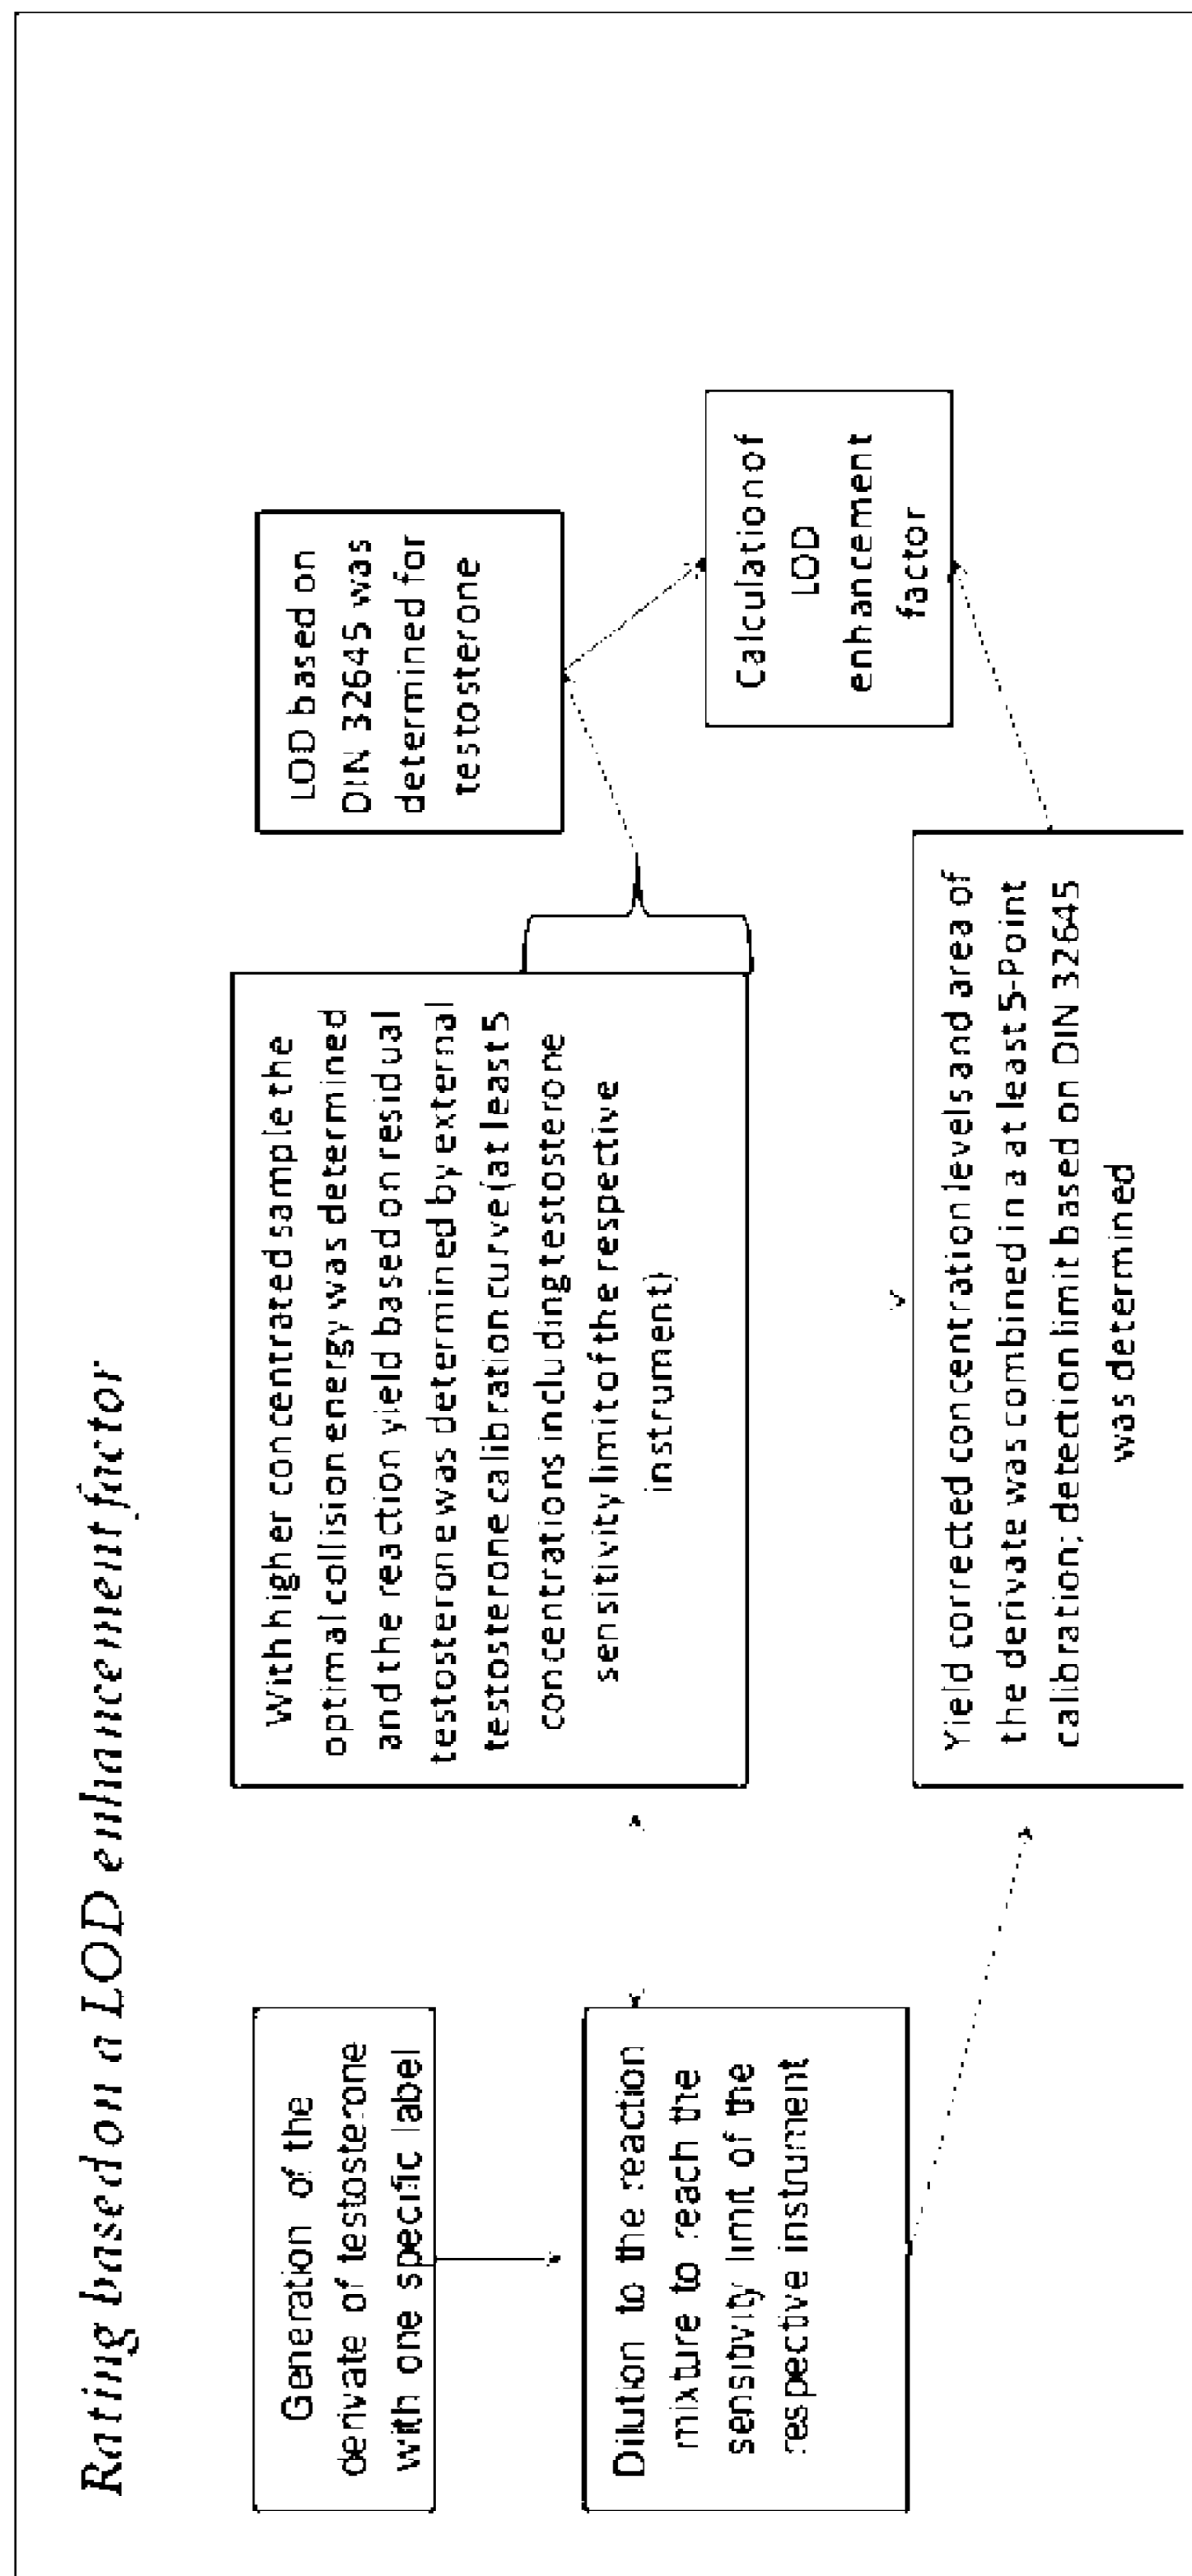 Rating based on a LOD enhancement factor
Generation of the
derivate of testosterone
with one specific label
Dilution to the reaction
mixture to reach the
sensitivity limit of the
respective instrument
With higher concentrated sample the
optimal collision energy was determined
and the reaction yield based on residual
testosterone was determined by external
testosterone calibration curve (at least 5
concentrations including testosterone
sensitivity limit of the respective
instrument)
LOD based on
DIN 32645 was
determined for
testosterone
Calculation of
LOD
enhancement
factor
Yield corrected concentration levels and area of
the derivate was combined in a at least 5-Point
calibration; detection limit based on DIN 32645
was determined